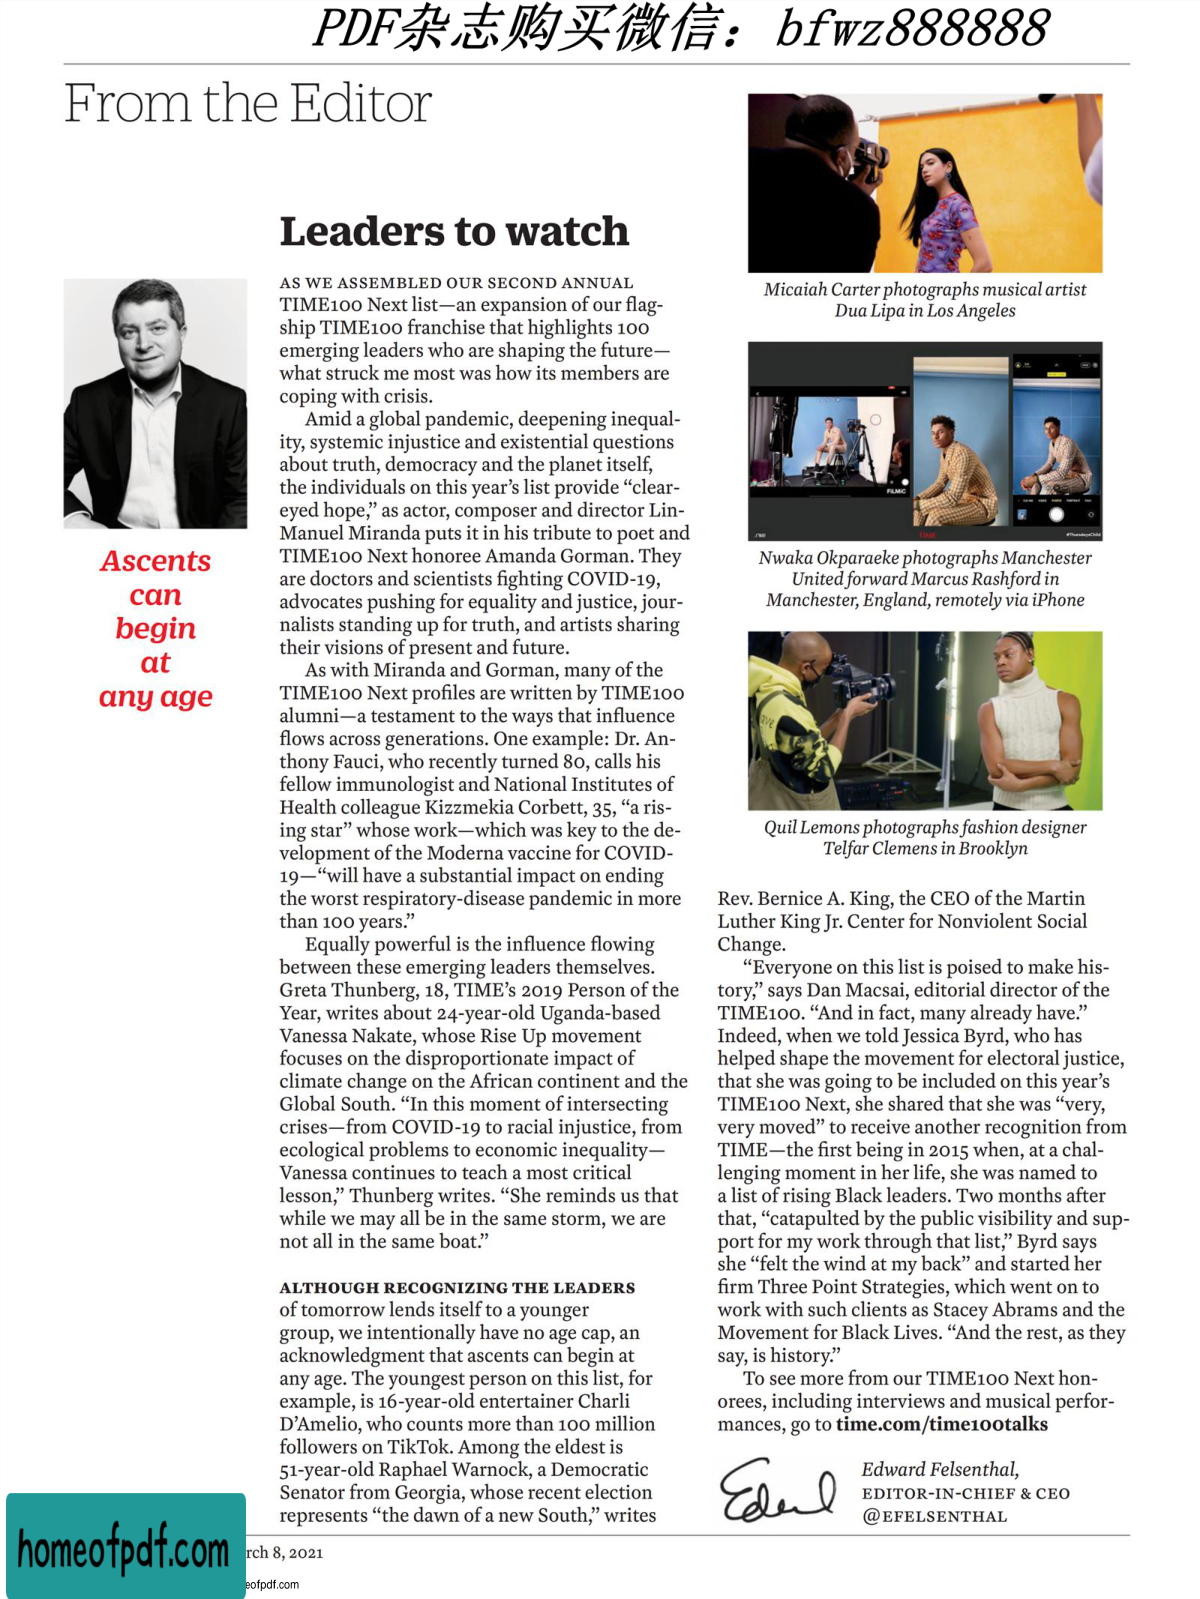 PDF杂志购买微信：bfwz888888
From the Editor
Leaders to watch
Ascents
can
begin
at
any age
AS WE ASSEMBLED OUR SECOND ANNUAL
TIME100 Next list—an expansion of our flag-
ship TIME100 franchise that highlights 100
emerging leaders who are shaping the future—
what struck me most was how its members are
coping with crisis.
Amid a global pandemic, deepening inequal-
ity, systemic injustice and existential questions
about truth, democracy and the planet itself,
the individuals on this year’s list provide “clear-
eyed hope,” as actor, composer and director Lin-
Manuel Miranda puts it in his tribute to poet and
TIME100 Next honoree Amanda Gorman. They
are doctors and scientists fighting COVID-19,
advocates pushing for equality and justice, jour-
nalists standing up for truth, and artists sharing
their visions of present and future.
As with Miranda and Gorman, many of the
TIME100 Next profiles are written by TIME100
alumni—a testament to the ways that influence
flows across generations. One example: Dr. An-
thony Fauci, who recently turned 80, calls his
fellow immunologist and National Institutes of
Health colleague Kizzmekia Corbett, 35, “a ris-
ing star” whose work—which was key to the de-
velopment of the Moderna vaccine for COVID-
19—“will have a substantial impact on ending
the worst respiratory-disease pandemic in more
than 100 years.”
Equally powerful is the influence flowing
between these emerging leaders themselves.
Greta Thunberg, 18, TIME’s 2019 Person of the
Year, writes about 24-year-old Uganda-based
Vanessa Nakate, whose Rise Up movement
focuses on the disproportionate impact of
climate change on the African continent and the
Global South. “In this moment of intersecting
crises—from COVID-19 to racial injustice, from
ecological problems to economic inequality—
Vanessa continues to teach a most critical
lesson,” Thunberg writes. “She reminds us that
while we may all be in the same storm, we are
not all in the same boat.”
ALTHOUGH RECOGNIZING THE LEADERS
of tomorrow lends itself to a younger
group, we intentionally have no age cap, an
acknowledgment that ascents can begin at
any age. The youngest person on this list, for
example, is 16-year-old entertainer Charli
D’Amelio, who counts more than 100 million
followers on TikTok. Among the eldest is
51-year-old Raphael Warnock, a Democratic
Senator from Georgia, whose recent election
represents “the dawn of a new South,” writes
FiLMiC
TIME
#ThursdaysChild
Micaiah Carter photographs musical artist
Dua Lipa in Los Angeles
Nwaka Okparaeke photographs Manchester
United forward Marcus Rashford in
Manchester, England, remotely via iPhone
Quil Lemons photographs fashion designer
Telfar Clemens in Brooklyn
Rev. Bernice A. King, the CEO of the Martin
Luther King Jr. Center for Nonviolent Social
Change.
“Everyone on this list is poised to make his-
tory,” says Dan Macsai, editorial director of the
TIME100. “And in fact, many already have.”
Indeed, when we told Jessica Byrd, who has
helped shape the movement for electoral justice,
that she was going to be included on this year’s
TIME100 Next, she shared that she was “very,
very moved” to receive another recognition from
TIME—the first being in 2015 when, at a chal-
lenging moment in her life, she was named to
a list of rising Black leaders. Two months after
that, “catapulted by the public visibility and sup-
port for my work through that list,” Byrd says
she “felt the wind at my back” and started her
firm Three Point Strategies, which went on to
work with such clients as Stacey Abrams and the
Movement for Black Lives. “And the rest, as they
say, is history.”
To see more from our TIME100 Next hon-
orees, including interviews and musical perfor-
mances, go to time.com/time100talks
Edward Felsenthal,
EDITOR-IN-CHIEF & CEO
@EFELSENTHAL
homeofpdf.com
rch 8, 2021
eofpdf.com